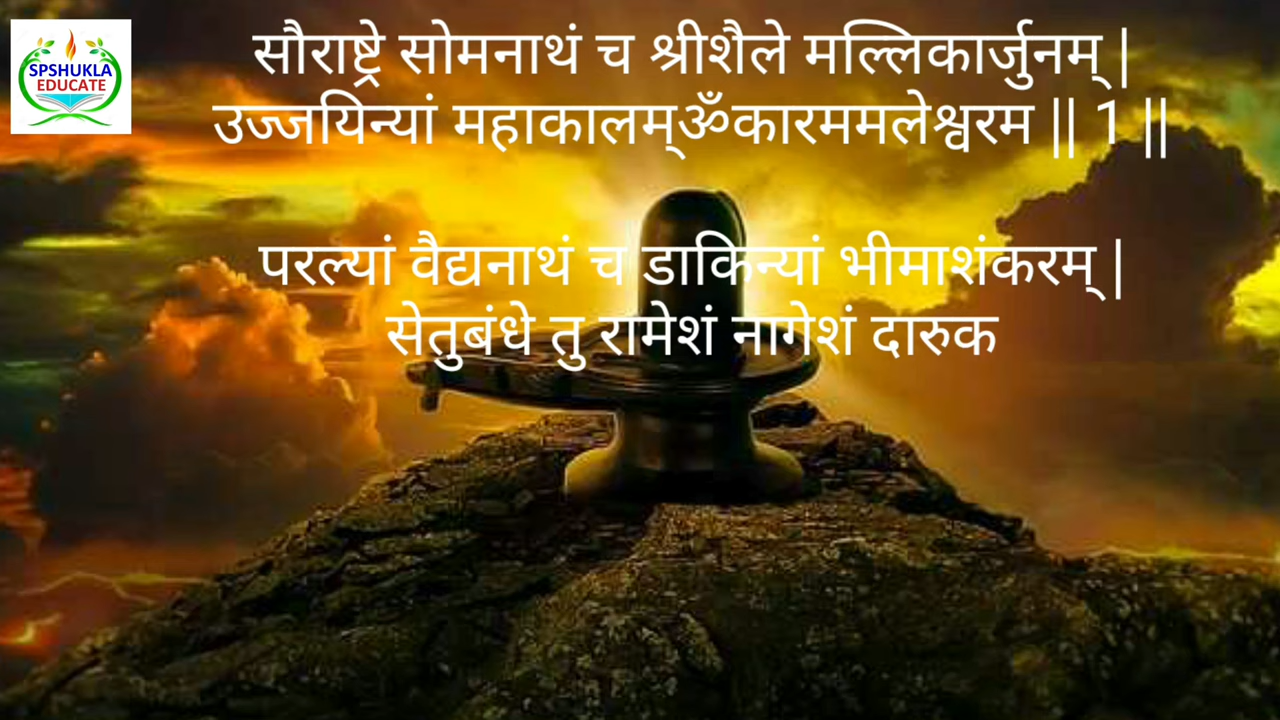 SPSHUKLA
EDUCATE
सौराष्ट्रे सोमनाथं च श्रीशैले मल्लिकार्जुनम् |
उज्जयिन्यां महाकालम्ॐकारममलेश्वरम || 1 ||
परल्यां वैद्यनाथं च डाकिन्यां भीमाशंकरम् |
सेतुबंधे तु रामेशं नागेशं दारुक